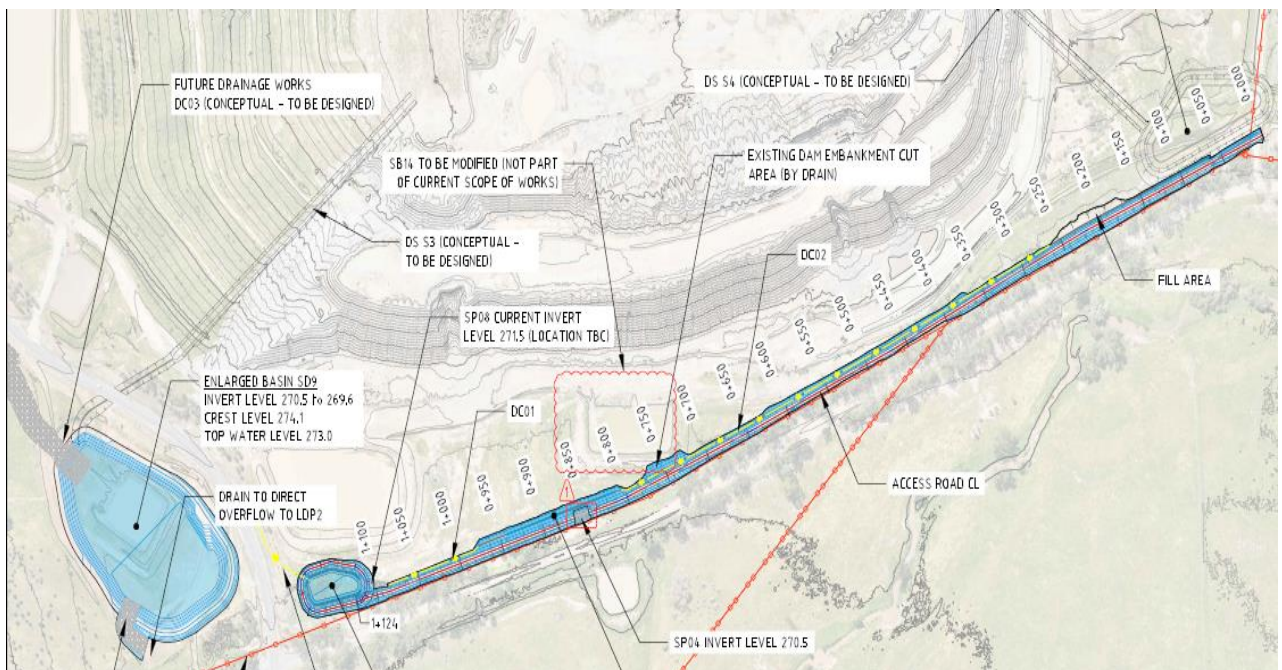 FUTURE DRAINAGE WORKS
DC03 (CONCEPTUAL - TO BE DESIGNED)
DS S4 (CONCEPTUAL - TO BE DESIGNED)
SB14 TO BE MODIFIED (NOT PART
OF CURRENT SCOPE OF WORKS)
EXISTING DAM EMBANKMENT CUT
AREA (BY DRAIN)
0+000
0+050
0+100
0+150
0+200
0+250
0+300
0+350
0+400
0+450
0+500
0+550
0+600
0+650
0+700
0+750
0+800
0+850
0+900
0+950
1+000
1+050
1+100
DS S3 (CONCEPTUAL -
TO BE DESIGNED)
DC02
FILL AREA
SP08 CURRENT INVERT
LEVEL 271.5 (LOCATION TBC)
ENLARGED BASIN SD9
INVERT LEVEL 270.5 to 269.6
CREST LEVEL 274.1
TOP WATER LEVEL 273.0
DC01
ACCESS ROAD CL
DRAIN TO DIRECT
OVERFLOW TO LDP2
1+124
SP04 INVERT LEVEL 270.5